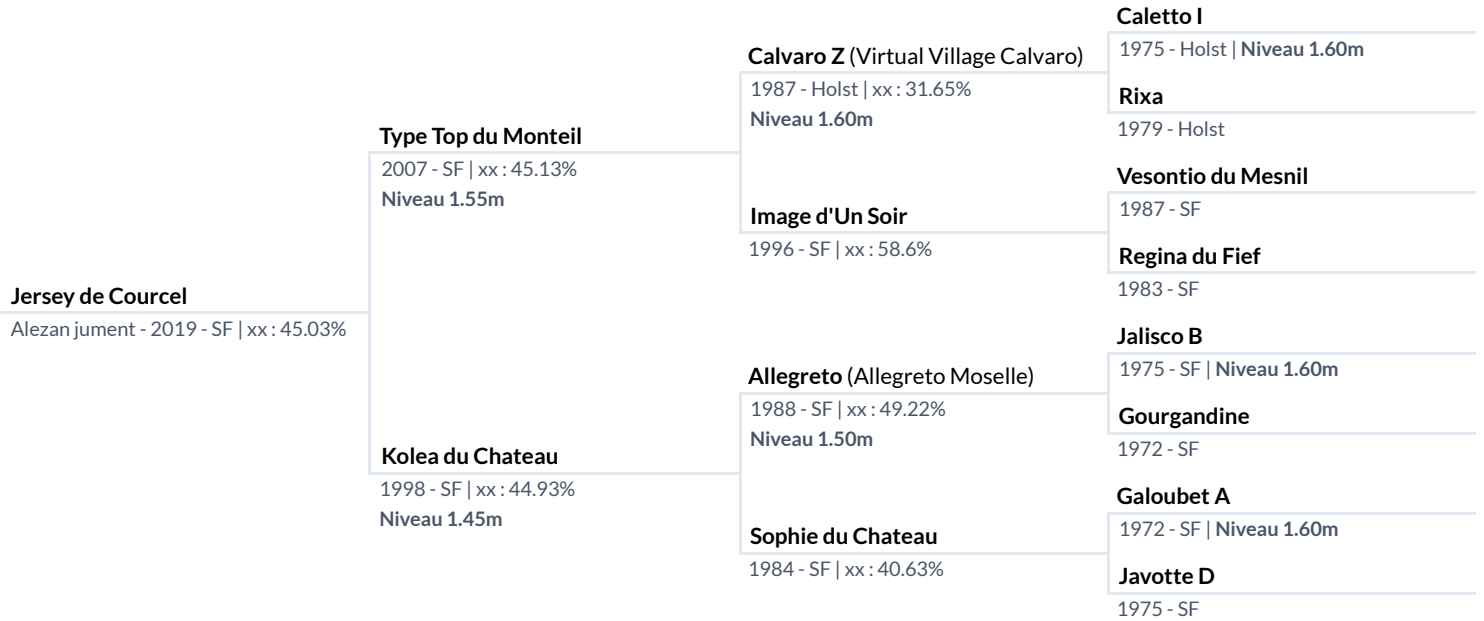 Jersey de Courcel
Alezan jument - 2019 - SF | xx : 45.03%
Type Top du Monteil
2007 - SF | xx : 45.13%
Niveau 1.55m
Kolea du Chateau
1998 - SF | xx : 44.93%
Niveau 1.45m
Calvaro Z (Virtual Village Calvaro)
1987 - Holst | xx : 31.65%
Niveau 1.60m
Image d'Un Soir
1996 - SF | xx : 58.6%
Allegreto (Allegreto Moselle)
1988 - SF | xx : 49.22%
Niveau 1.50m
Sophie du Chateau
1984 - SF | xx : 40.63%
Caletto I
1975 - Holst | Niveau 1.60m
Rixa
1979 - Holst
Vesontio du Mesnil
1987 - SF
Regina du Fief
1983 - SF
Jalisco B
1975 - SF | Niveau 1.60m
Gourgandine
1972 - SF
Galoubet A
1972 - SF | Niveau 1.60m
Javotte D
1975 - SF